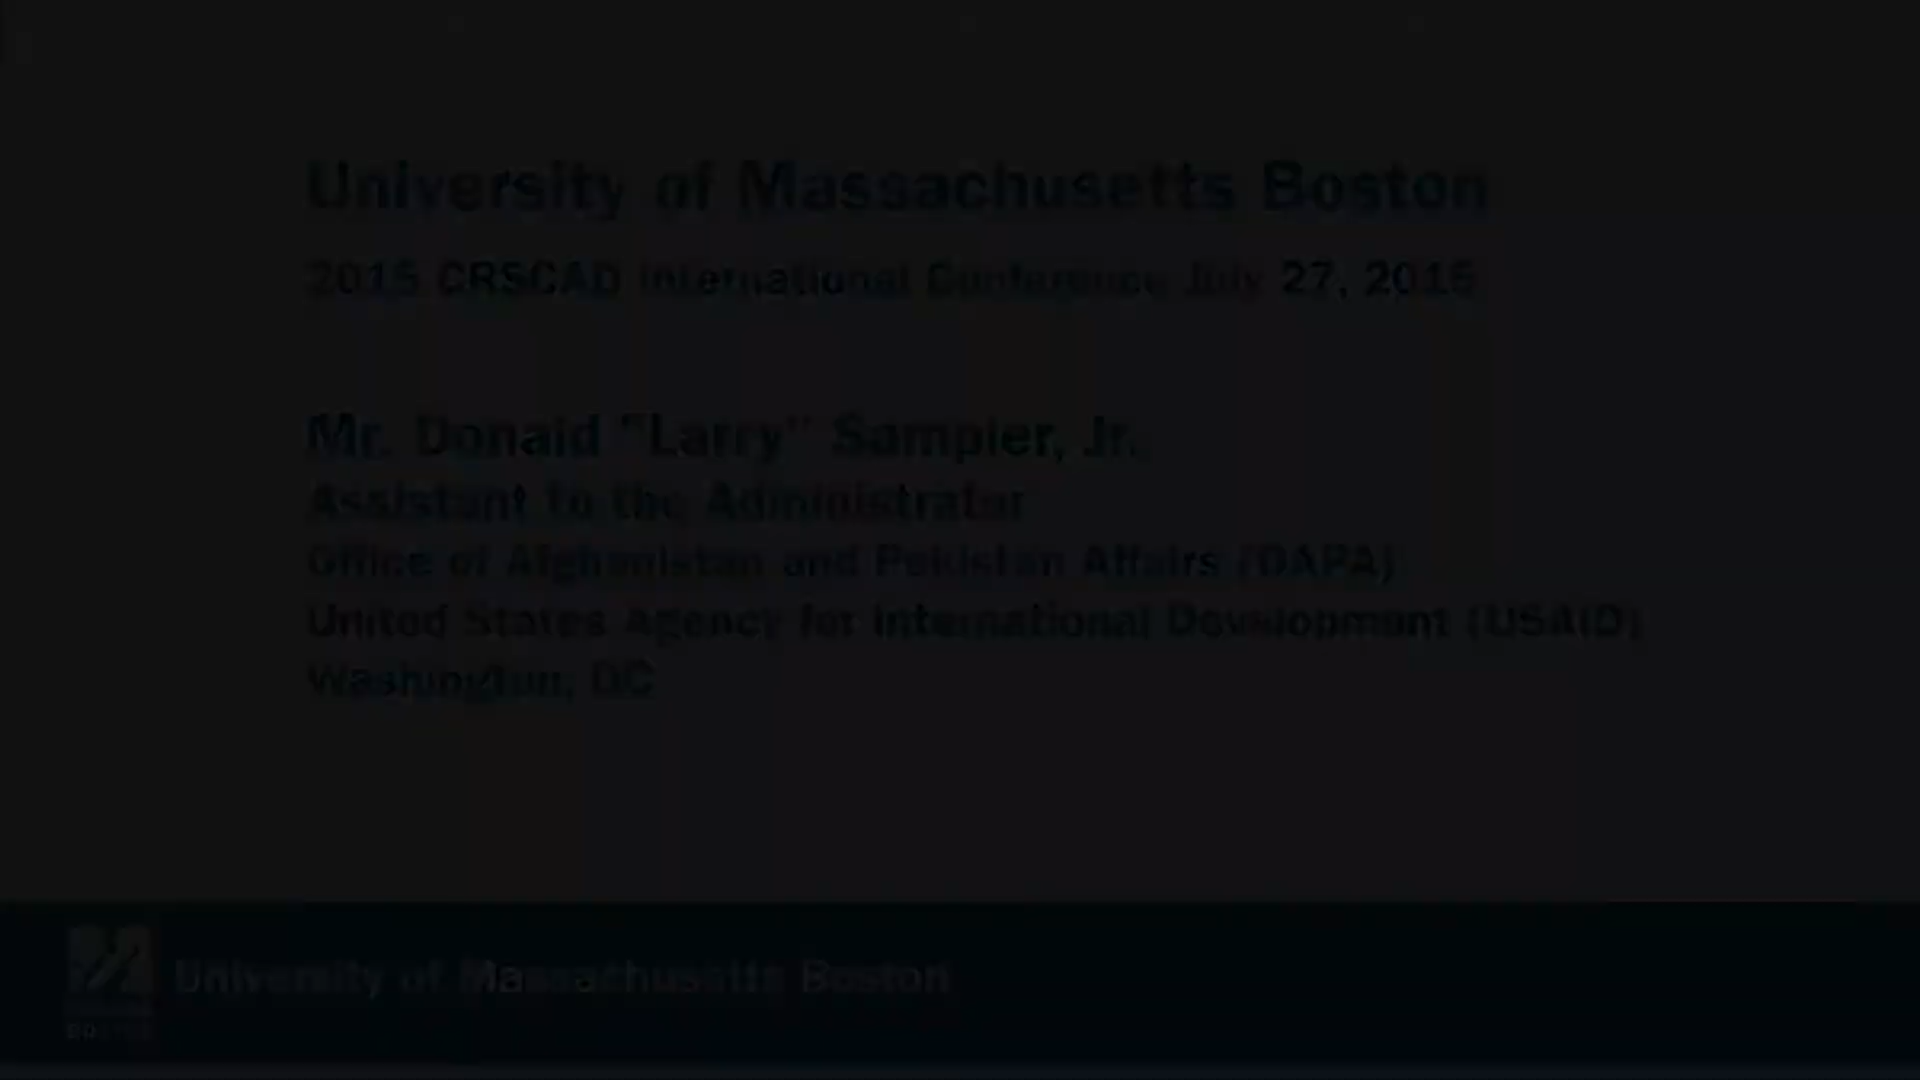 University of Massachusetts Boston
2015 CRSCAD International Conference July 27, 2015
Mr. Donald "Larry" Sampler, Jr.
Assistant to the Administrator
Office of Afghanistan and Pakistan Affairs (OAPA)
United States Agency for International Development (USAID)
Washington, DC
University of Massachusetts Boston
BOSTON